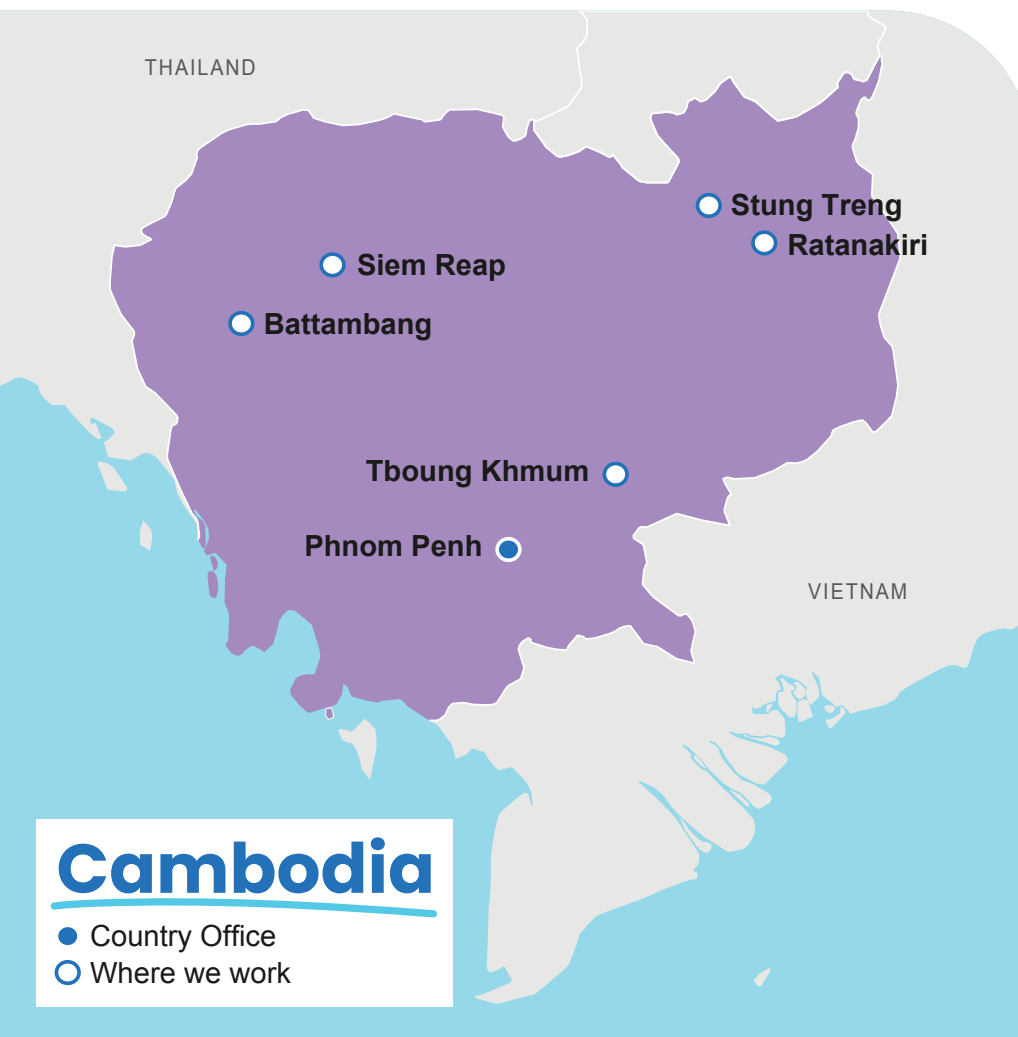 THAILAND
Stung Treng
Ratanakiri
Siem Reap
Battambang
Tboung Khmum
Phnom Penh
VIETNAM
Cambodia
Country Office
Where we work